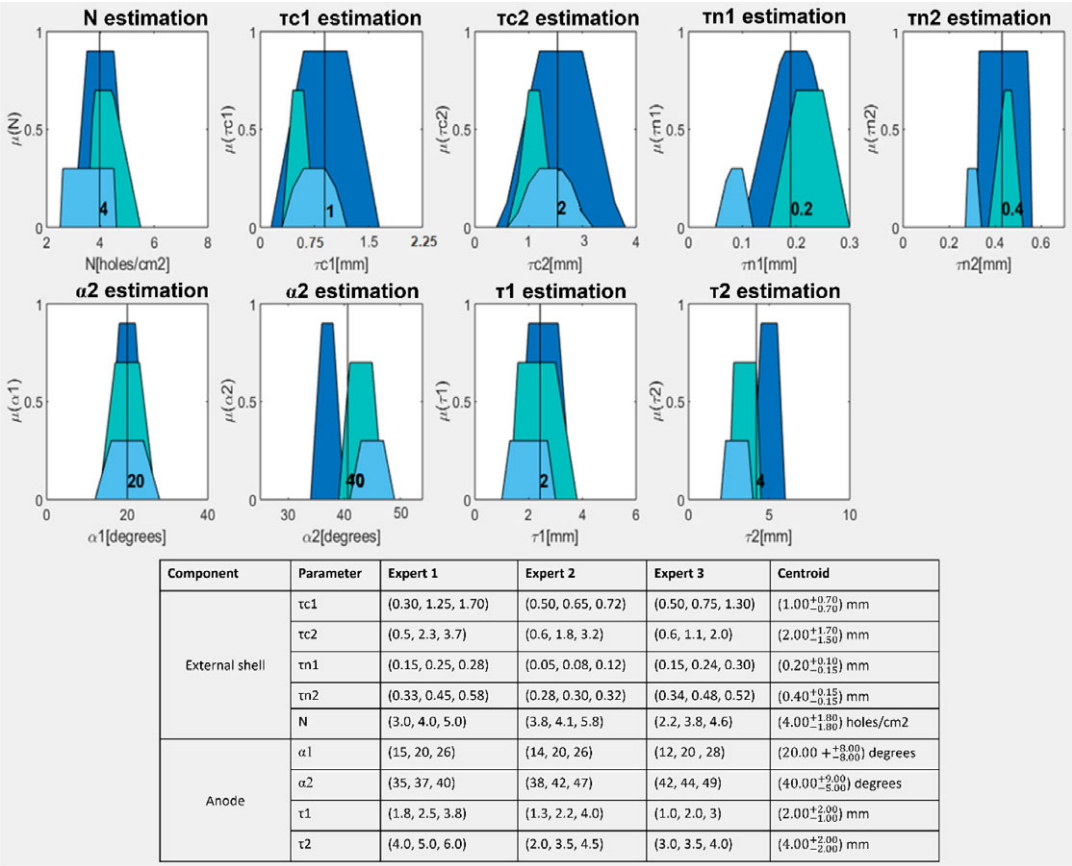 N estimation
τc1 estimation
τc2 estimation
τn1 estimation
τn2 estimation
1
0.5
0
μ(N)
4
2 4 6 8
N[holes/cm2]
1
0.5
0
μ(τc1)
1
0 0.75 1.5 2.25
τc1[mm]
1
0.5
0
μ(τc2)
2
0 1 3 4
τc2[mm]
1
0.5
0
μ(τn1)
0.2
0 0.1 0.2 0.3
τn1[mm]
1
0.5
0
μ(τn2)
0.4
0 0.2 0.4 0.6
τn2[mm]
α2 estimation
α2 estimation
τ1 estimation
τ2 estimation
1
0.5
0
μ(α1)
20
0 20 40
α1[degrees]
1
0.5
0
μ(α2)
40
30 40 50
α2[degrees]
1
0.5
0
μ(τ1)
2
0 2 4 6
τ1[mm]
1
0.5
0
μ(τ2)
4
0 5 10
τ2[mm]
Component Parameter Expert 1 Expert 2 Expert 3 Centroid
External shell
τc1 (0.30, 1.25, 1.70) (0.50, 0.65, 0.72) (0.50, 0.75, 1.30) (1.00+0.70−0.70) mm
τc2 (0.5, 2.3, 3.7) (0.6, 1.8, 3.2) (0.6, 1.1, 2.0) (2.00+1.70−1.50) mm
τn1 (0.15, 0.25, 0.28) (0.05, 0.08, 0.12) (0.15, 0.24, 0.30) (0.20+0.10−0.15) mm
τn2 (0.33, 0.45, 0.58) (0.28, 0.30, 0.32) (0.34, 0.48, 0.52) (0.40+0.15−0.15) mm
N (3.0, 4.0, 5.0) (3.8, 4.1, 5.8) (2.2, 3.8, 4.6) (4.00+1.80−1.80) holes/cm2
Anode
α1 (15, 20, 26) (14, 20, 26) (12, 20 , 28) (20.00 ++8.00−8.00) degrees
α2 (35, 37, 40) (38, 42, 47) (42, 44, 49) (40.00+9.00−5.00) degrees
τ1 (1.8, 2.5, 3.8) (1.3, 2.2, 4.0) (1.0, 2.0, 3) (2.00+2.00−1.00) mm
τ2 (4.0, 5.0, 6.0) (2.0, 3.5, 4.5) (3.0, 3.5, 4.0) (4.00+2.00−2.00) mm